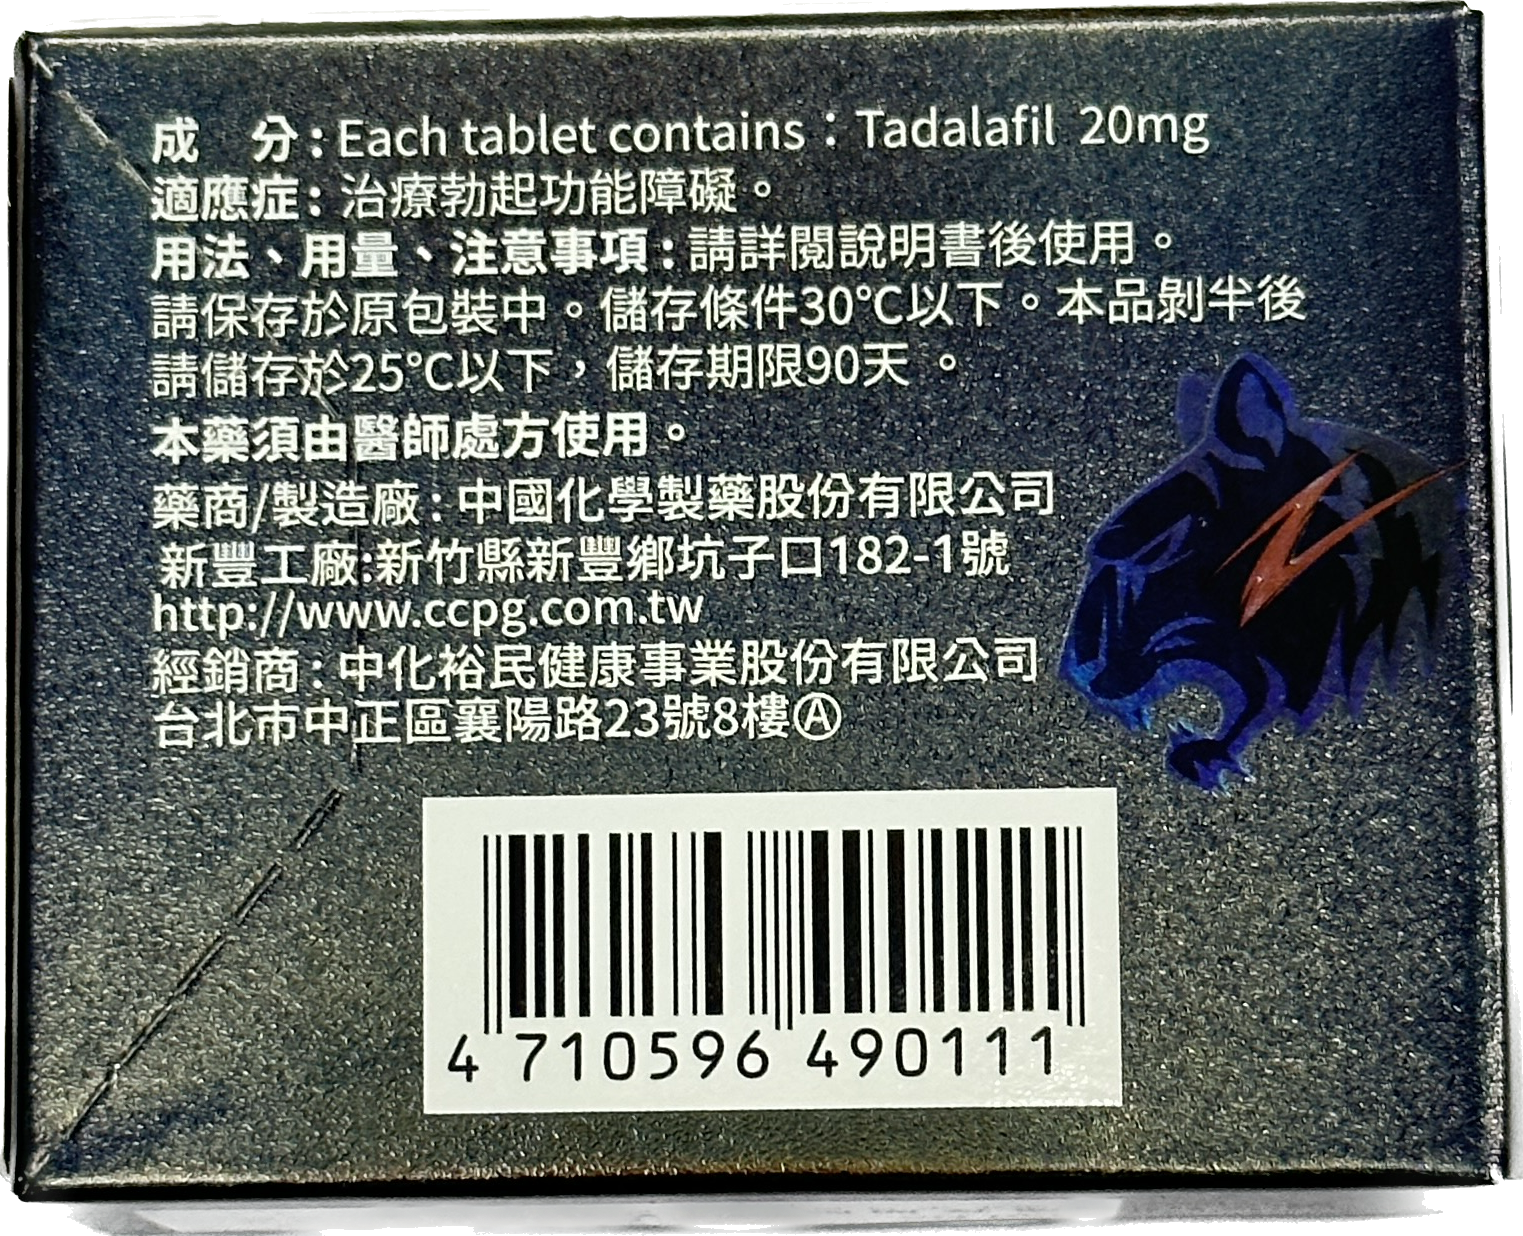 成　分：Each tablet contains：Tadalafil 20mg
適應症：治療勃起功能障礙。
用法、用量、注意事項：請詳閱說明書後使用。
請保存於原包裝中。儲存條件30℃以下。本品剝半後
請儲存於25℃以下，儲存期限90天 。
本藥須由醫師處方使用。
藥商/製造廠：中國化學製藥股份有限公司
新豐工廠:新竹縣新豐鄉坑子口182-1號
http://www.ccpg.com.tw
經銷商：中化裕民健康事業股份有限公司
台北市中正區襄陽路23號8樓Ⓐ
4 710596 490111